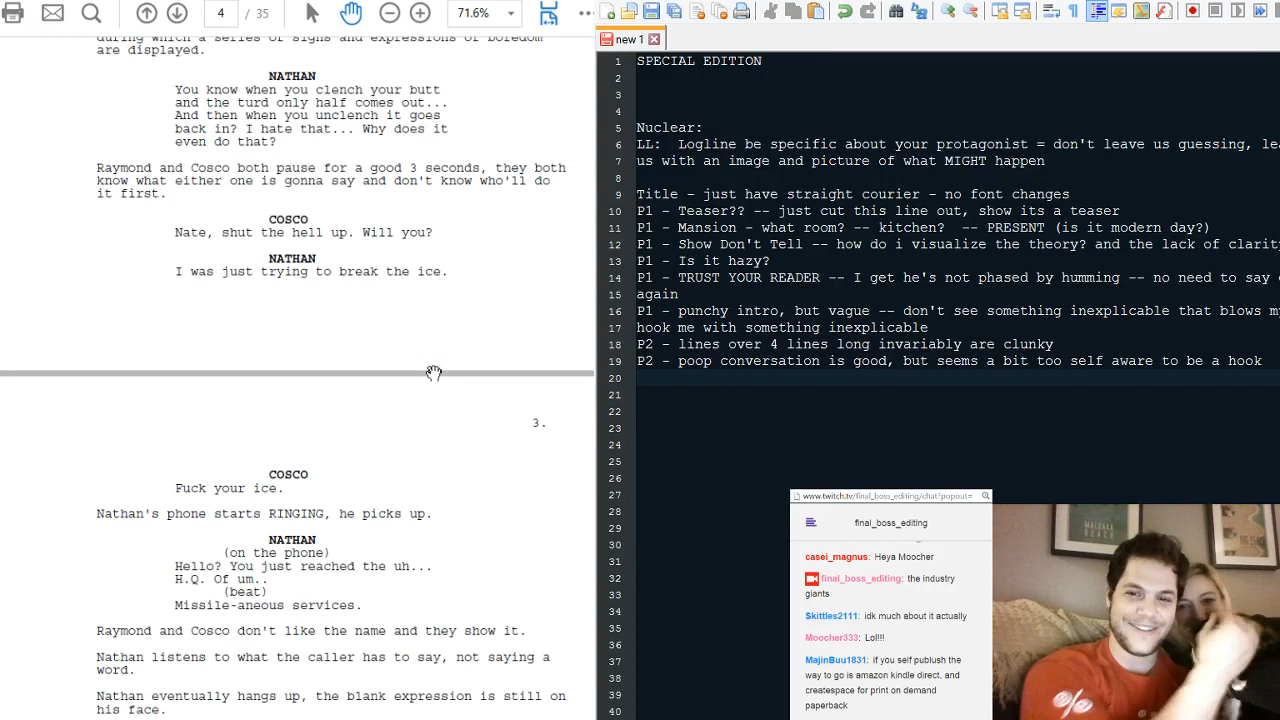 4 / 35
71.6%
during which a series of signs and expressions of boredom
are displayed.
NATHAN
You know when you clench your butt
and the turd only half comes out...
And then when you unclench it goes
back in? I hate that... Why does it
even do that?
Raymond and Cosco both pause for a good 3 seconds, they both
know what either one is gonna say and don't know who'll do
it first.
COSCO
Nate, shut the hell up. Will you?
NATHAN
I was just trying to break the ice.
3.
COSCO
Fuck your ice.
Nathan's phone starts RINGING, he picks up.
NATHAN
(on the phone)
Hello? You just reached the uh...
H.Q. Of um..
(beat)
Missile-aneous services.
Raymond and Cosco don't like the name and they show it.
Nathan listens to what the caller has to say, not saying a
word.
Nathan eventually hangs up, the blank expression is still on
his face.
new 1
1 SPECIAL EDITION
2
3
4
5 Nuclear:
6 LL:  Logline be specific about your protagonist = don't leave us guessing, lea
7 us with an image and picture of what MIGHT happen
8
9 Title - just have straight courier - no font changes
10 P1 - Teaser?? -- just cut this line out, show its a teaser
11 P1 - Mansion - what room? -- kitchen?  -- PRESENT (is it modern day?)
12 P1 - Show Don't Tell -- how do i visualize the theory? and the lack of clarit
13 P1 - Is it hazy?
14 P1 - TRUST YOUR READER -- I get he's not phased by humming -- no need to say
15 again
16 P1 - punchy intro, but vague -- don't see something inexplicable that blows m
17 hook me with something inexplicable
18 P2 - lines over 4 lines long invariably are clunky
19 P2 - poop conversation is good, but seems a bit too self aware to be a hook
20
21
22
23
24
25
26
27
28
29
30
31
32
33
34
35
36
37
38
39
40
www.twitch.tv/final_boss_editing/chat?popout=
final_boss_editing
casei_magnus: Heya Moocher
final_boss_editing: the industry
giants
Skittles2111: idk much about it actually
Moocher333: Lol!!!
MajinBuu1831: if you self publish the
way to go is amazon kindle direct, and
createspace for print on demand
paperback